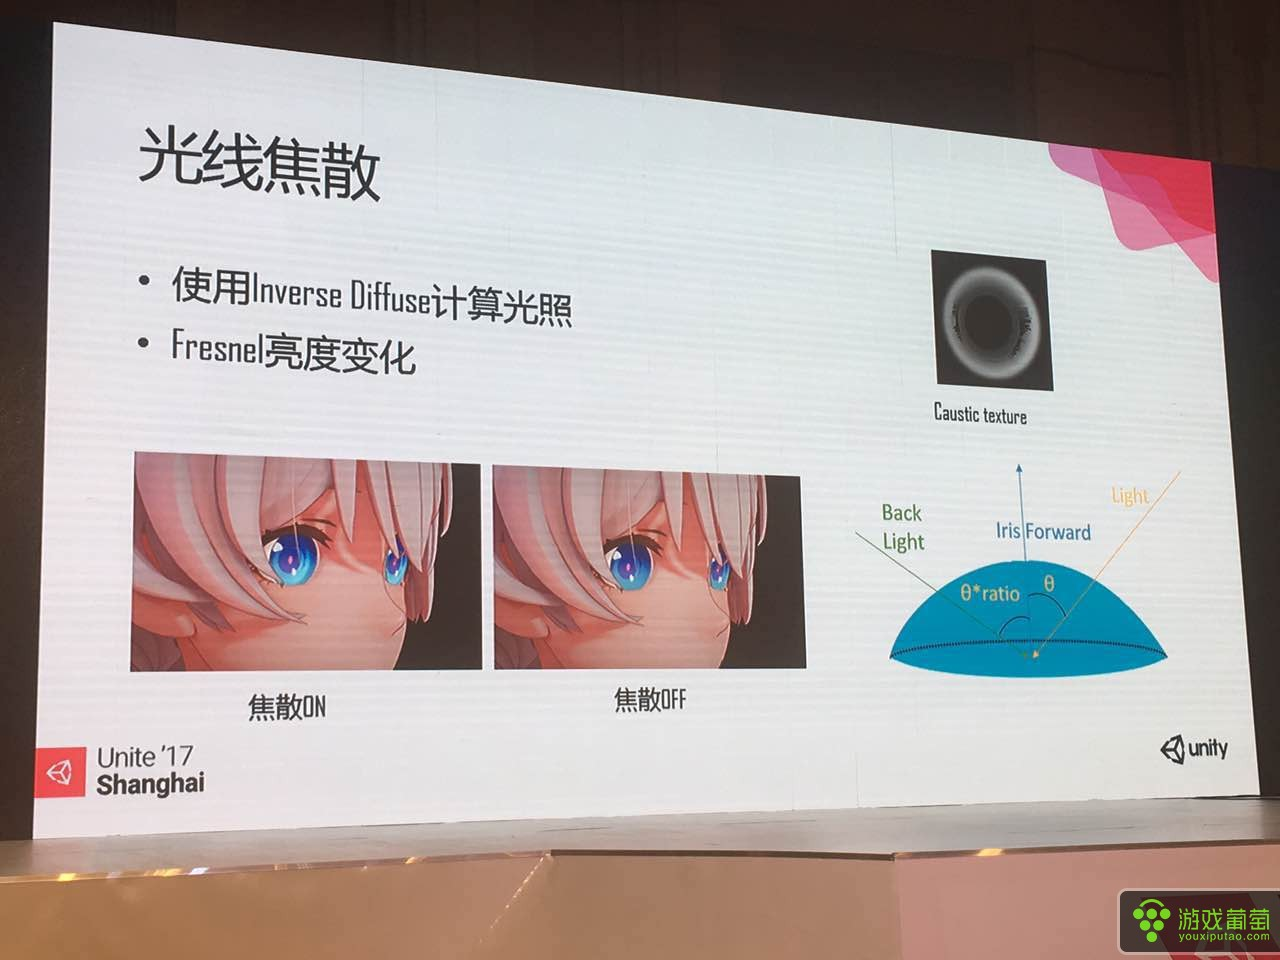 光线焦散
• 使用Inverse Diffuse计算光照
• Fresnel亮度变化
Caustic texture
Back
Light
Iris Forward
Light
θ*ratio
θ
焦散ON
焦散OFF
Unite '17
Shanghai
unity
游戏葡萄
youxiputao.com